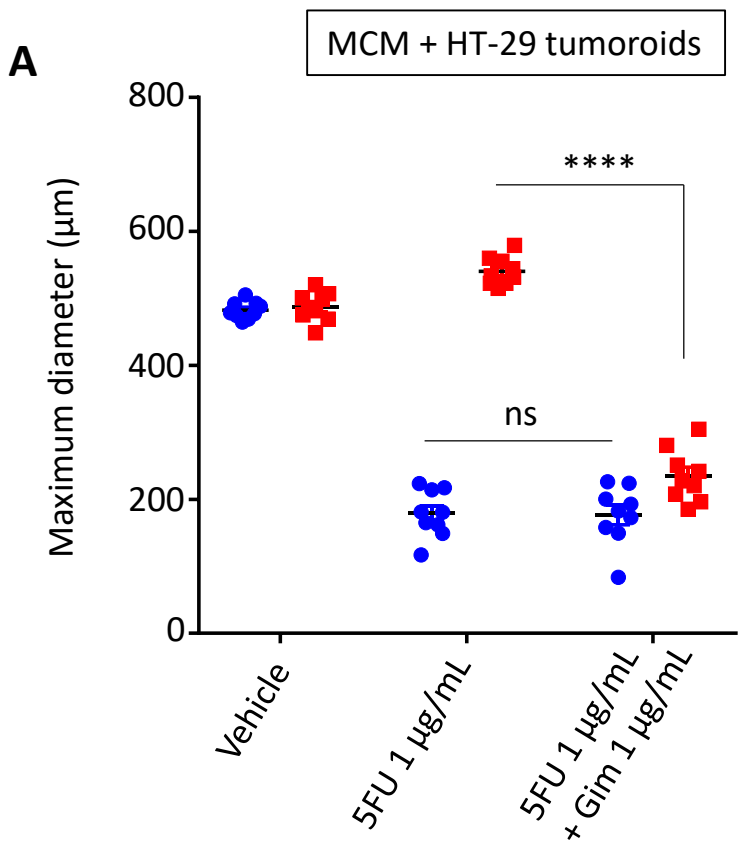 MCM + HT-29 tumoroids
A
800
600
400
200
0
Maximum diameter (µm)
****
ns
Vehicle
5FU 1 µg/mL
5FU 1 µg/mL
+ Gim 1 µg/mL